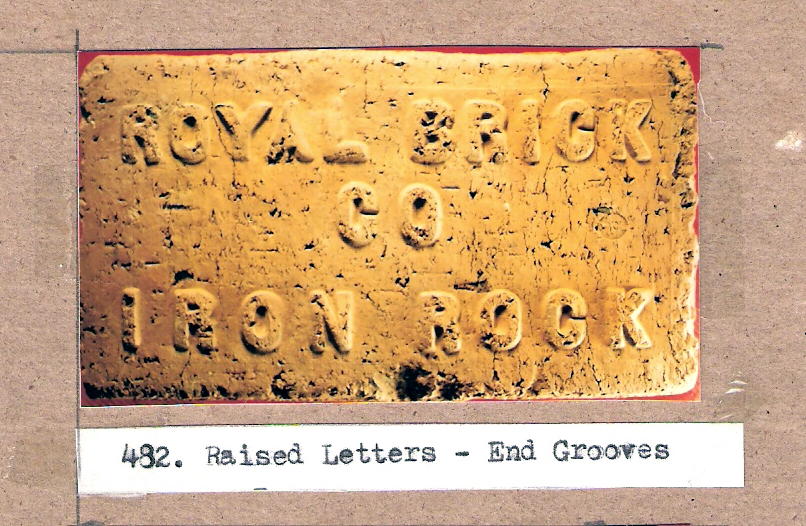 ROYAL BRICK
CO
IRON ROCK
482. Raised Letters - End Grooves